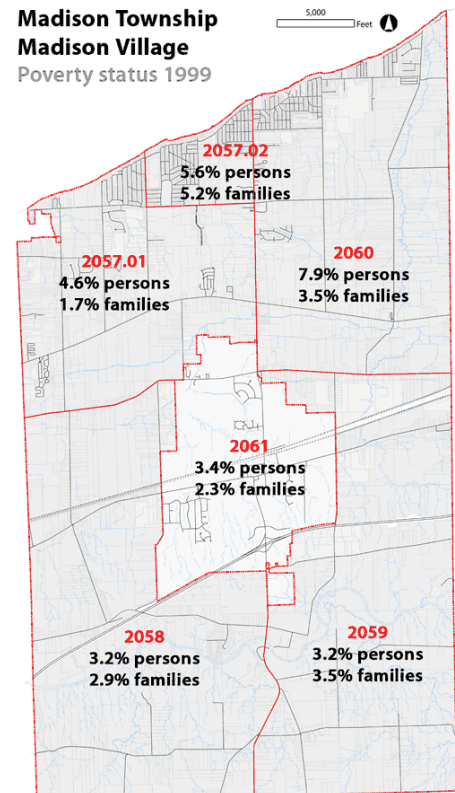 Madison Township
Madison Village
Poverty status 1999
5,000
Feet
2057.02
5.6% persons
5.2% families
2057.01
4.6% persons
1.7% families
2060
7.9% persons
3.5% families
2061
3.4% persons
2.3% families
2058
3.2% persons
2.9% families
2059
3.2% persons
3.5% families